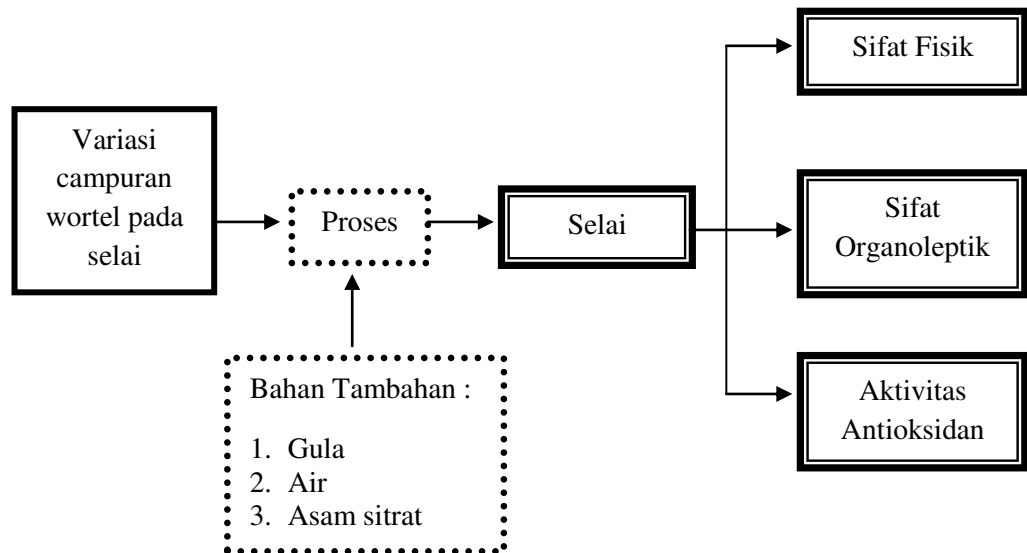 Variasi
campuran
wortel pada
selai
Proses
Bahan Tambahan :
1. Gula
2. Air
3. Asam sitrat
Selai
Sifat Fisik
Sifat
Organoleptik
Aktivitas
Antioksidan